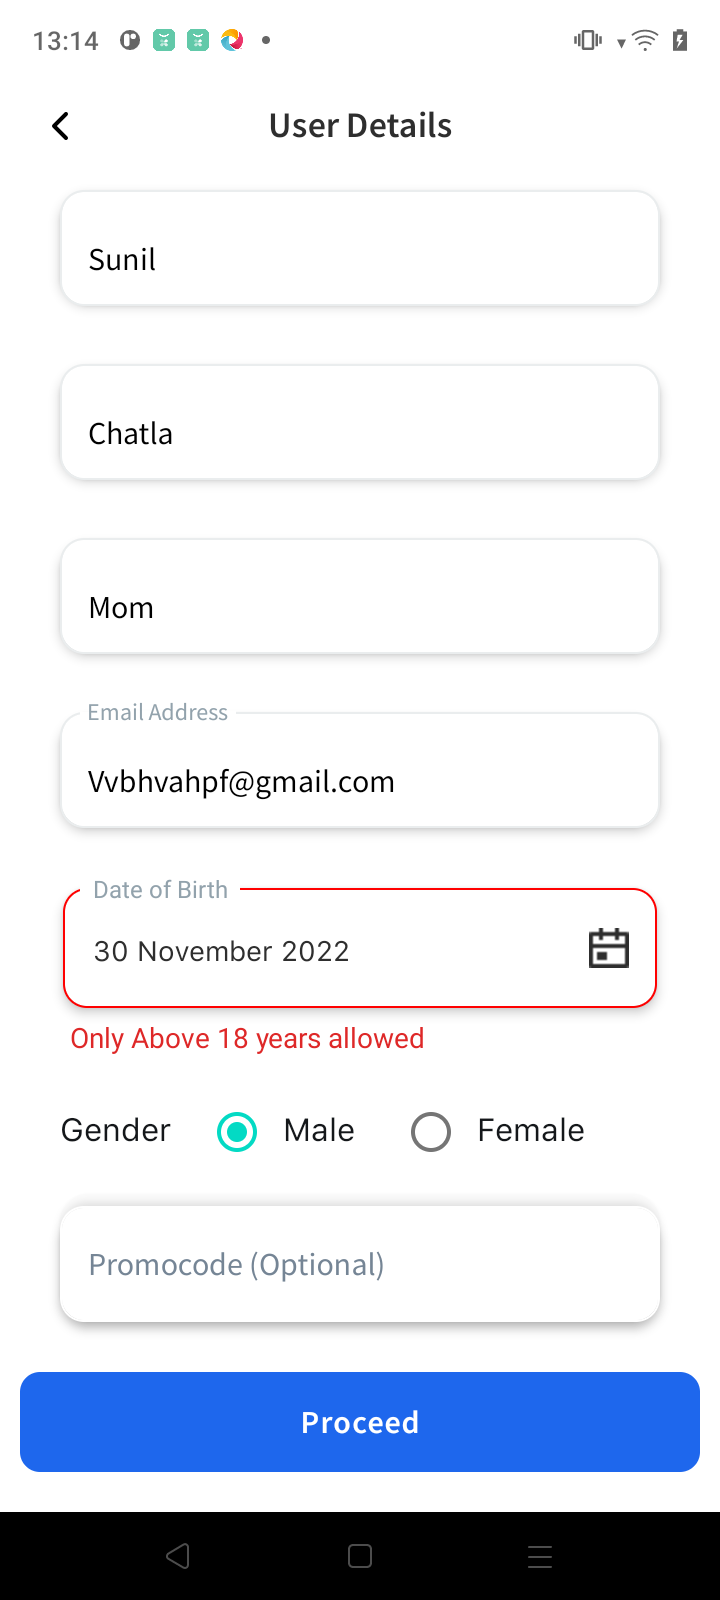 13:14
User Details
Sunil
Chatla
Mom
Email Address
Vvbhvahpf@gmail.com
Date of Birth
30 November 2022
Only Above 18 years allowed
Gender Male Female
Promocode (Optional)
Proceed